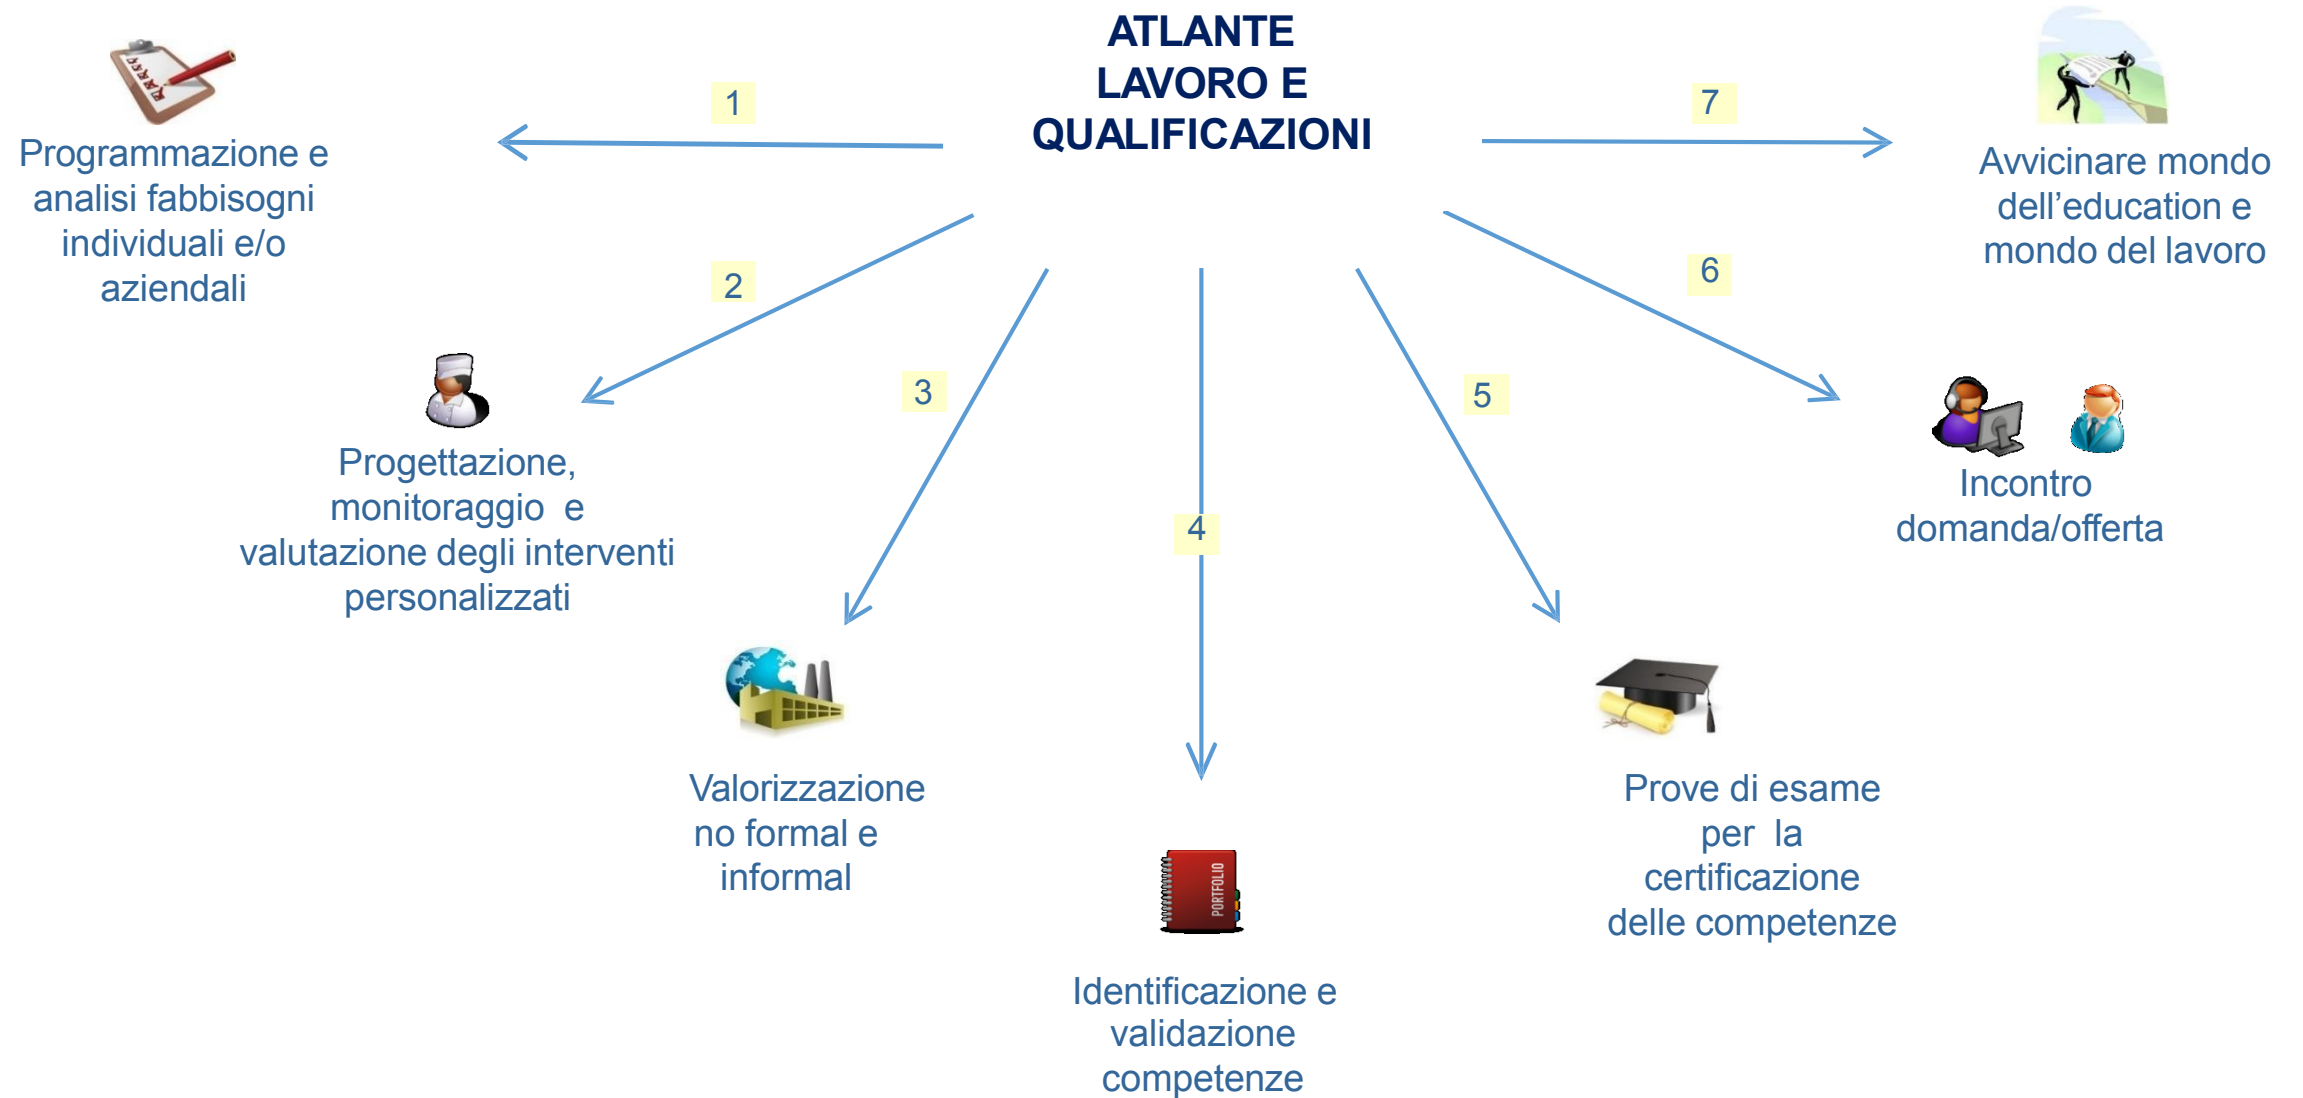 ATLANTE
LAVORO E
QUALIFICAZIONI
1
Programmazione e
analisi fabbisogni
individuali e/o
aziendali
2
Progettazione,
monitoraggio e
valutazione degli interventi
personalizzati
3
Valorizzazione
no formal e
informal
4
PORTFOLIO
Identificazione e
validazione
competenze
5
Prove di esame
per la
certificazione
delle competenze
6
Incontro
domanda/offerta
7
Avvicinare mondo
dell’education e
mondo del lavoro